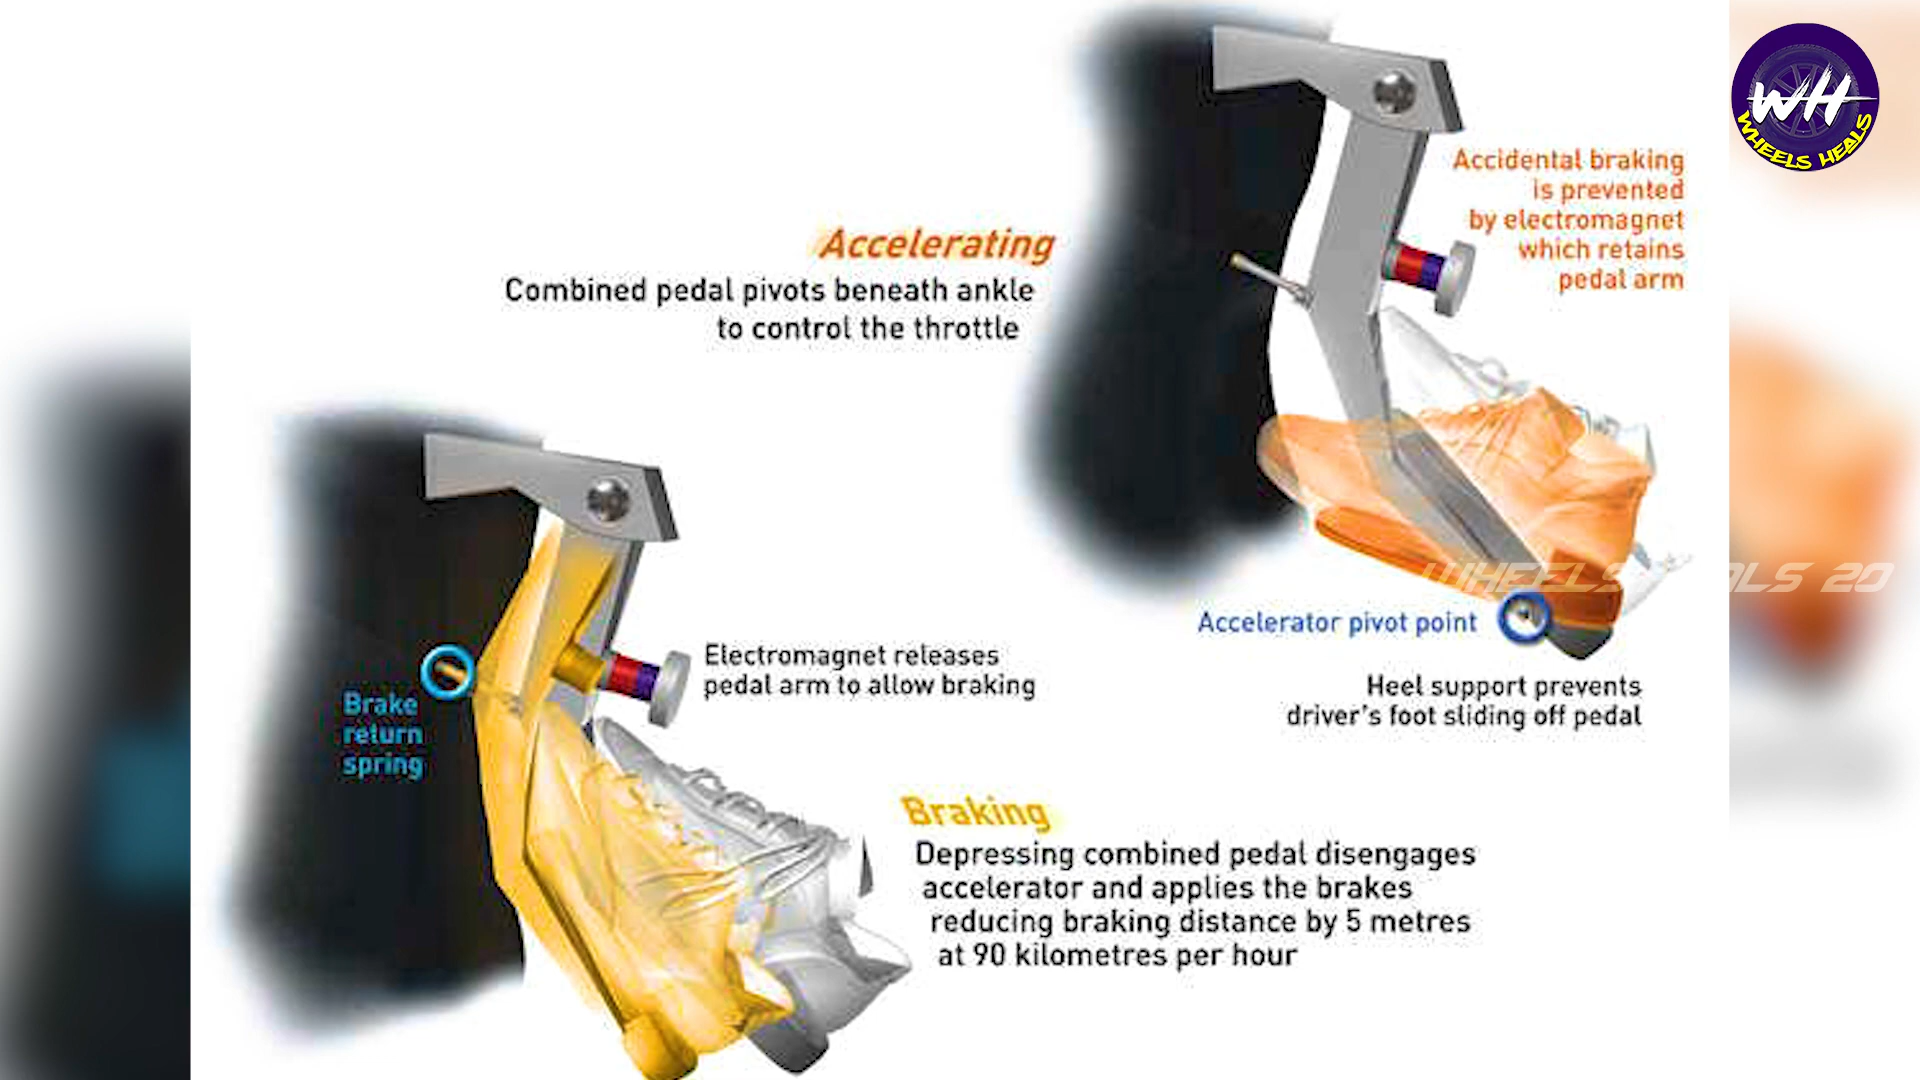 WH
WHEELS HEALS
Accidental braking
is prevented
by electromagnet
which retains
pedal arm
Accelerating
Combined pedal pivots beneath ankle
to control the throttle
WHEELS
ALS 20
Accelerator pivot point
Heel support prevents
driver's foot sliding off pedal
Electromagnet releases
pedal arm to allow braking
Brake
return
spring
Braking
Depressing combined pedal disengages
accelerator and applies the brakes
reducing braking distance by 5 metres
at 90 kilometres per hour